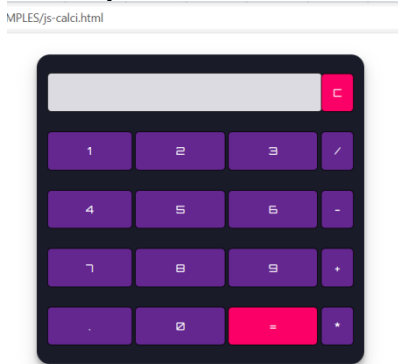 MPLES/js-calci.html
C
1 2 3 /
4 5 6 -
7 8 9 +
. 0 = *